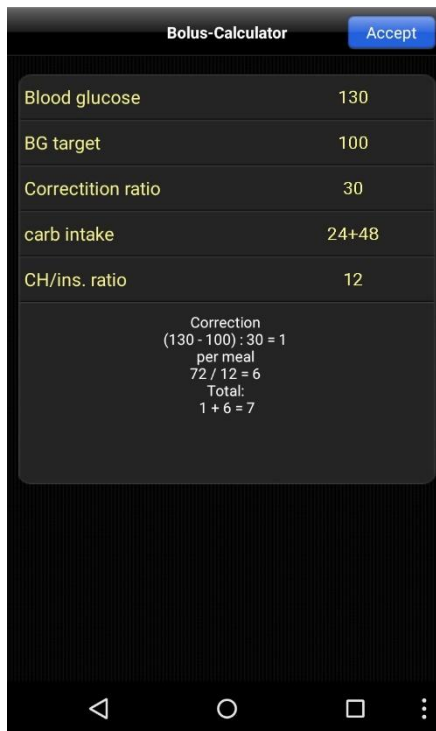 Bolus-Calculator Accept
Blood glucose 130
BG target 100
Correctition ratio 30
carb intake 24+48
CH/ins. ratio 12
Correction
(130 - 100) : 30 = 1
per meal
72 / 12 = 6
Total:
1 + 6 = 7